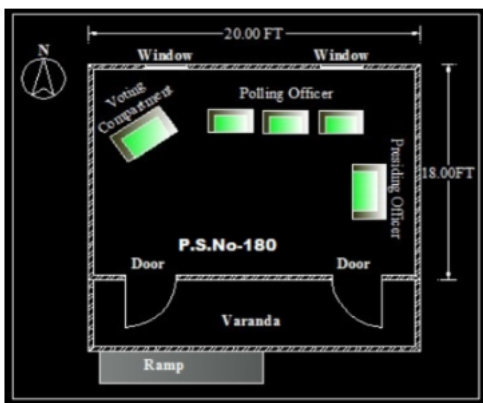 20.00 FT
N
Window
Window
Voting
Compartment
Polling Officer
Presiding Officer
18.00FT
P.S.No-180
Door
Door
Varanda
Ramp